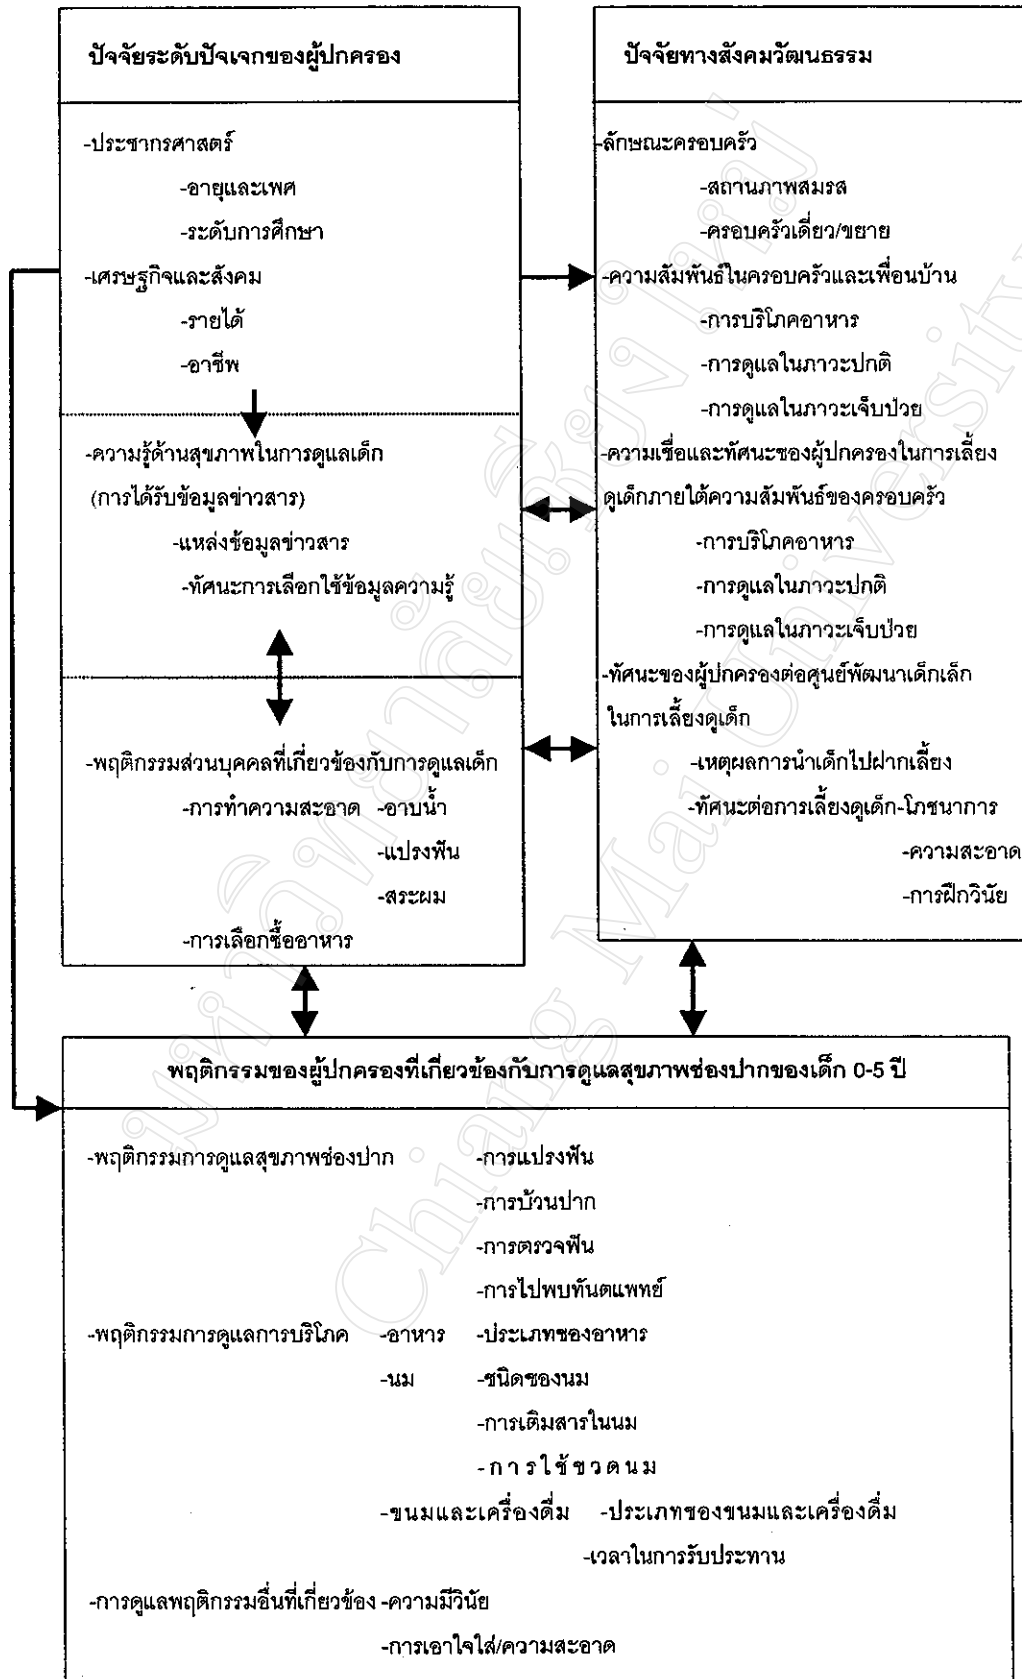 ปัจจัยระดับปัจเจกของผู้ปกครอง
-ประชากรศาสตร์
-อายุและเพศ
-ระดับการศึกษา
-เศรษฐกิจและสังคม
-รายได้
-อาชีพ
-ความรู้ด้านสุขภาพในการดูแลเด็ก
(การได้รับข้อมูลข่าวสาร)
-แหล่งข้อมูลข่าวสาร
-ทัศนะการเลือกใช้ข้อมูลความรู้
-พฤติกรรมส่วนบุคคลที่เกี่ยวข้องกับการดูแลเด็ก
-การทำความสะอาด -อาบน้ำ
-แปรงฟัน
-สระผม
-การเลือกซื้ออาหาร
ปัจจัยทางสังคมวัฒนธรรม
-ลักษณะครอบครัว
-สถานภาพสมรส
-ครอบครัวเดี่ยว/ขยาย
-ความสัมพันธ์ในครอบครัวและเพื่อนบ้าน
-การบริโภคอาหาร
-การดูแลในภาวะปกติ
-การดูแลในภาวะเจ็บป่วย
-ความเชื่อและทัศนะของผู้ปกครองในการเลี้ยง
ดูเด็กภายใต้ความสัมพันธ์ของครอบครัว
-การบริโภคอาหาร
-การดูแลในภาวะปกติ
-การดูแลในภาวะเจ็บป่วย
-ทัศนะของผู้ปกครองต่อศูนย์พัฒนาเด็กเล็ก
ในการเลี้ยงดูเด็ก
-เหตุผลการนำเด็กไปฝากเลี้ยง
-ทัศนะต่อการเลี้ยงดูเด็ก-โภชนาการ
-ความสะอาด
-การฝึกวินัย
พฤติกรรมของผู้ปกครองที่เกี่ยวข้องกับการดูแลสุขภาพช่องปากของเด็ก 0-5 ปี
-พฤติกรรมการดูแลสุขภาพช่องปาก -การแปรงฟัน
-การบ้วนปาก
-การตรวจฟัน
-การไปพบทันตแพทย์
-พฤติกรรมการดูแลการบริโภค -อาหาร -ประเภทของอาหาร
-นม -ชนิดของนม
-การเติมสารในนม
-การใช้ขวดนม
-ขนมและเครื่องดื่ม -ประเภทของขนมและเครื่องดื่ม
-เวลาในการรับประทาน
-การดูแลพฤติกรรมอื่นที่เกี่ยวข้อง -ความมีวินัย
-การเอาใจใส่/ความสะอาด
มหาวิทยาลัยเชียงใหม่
Chiang Mai University